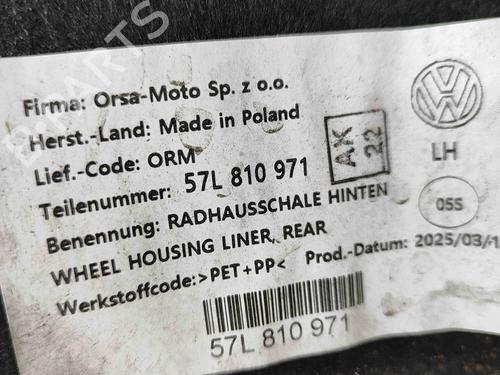 Firma: Orsa-Moto Sp. z o.o.
Herst.-Land: Made in Poland
Lief.-Code: ORM
Teilenummer: 57L 810 971
Benennung: RADHAUSSCHALE HINTEN
WHEEL HOUSING LINER, REAR
Werkstoffcode: >PET+PP< Prod.-Datum: 2025/03/1
57L 810 971
AK 22
LH
055